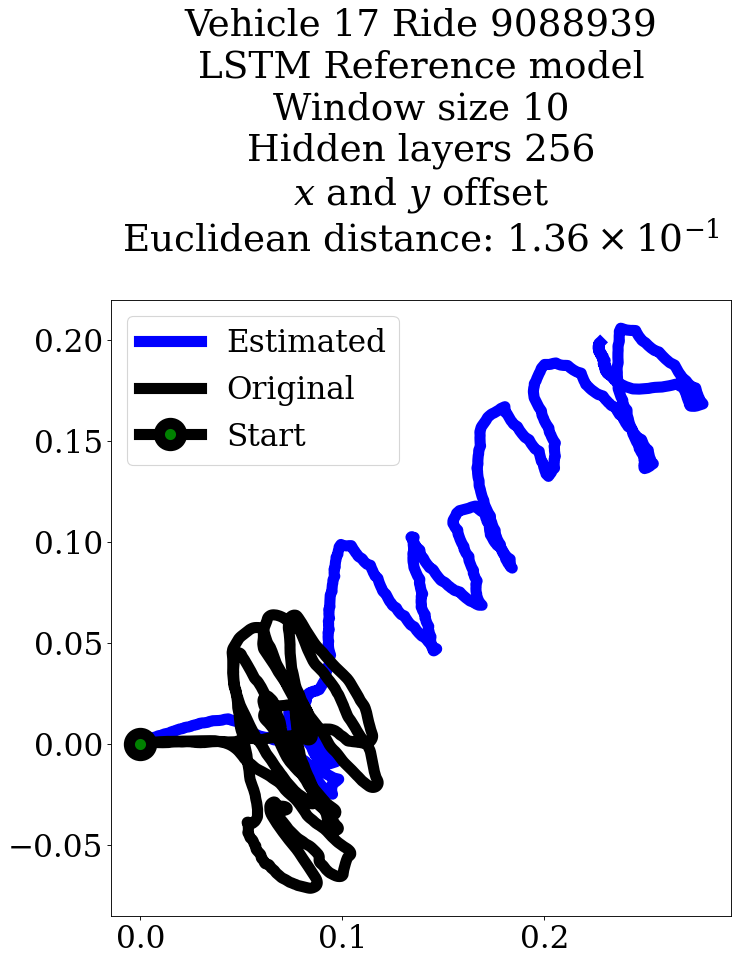 Vehicle 17 Ride 9088939
LSTM Reference model
Window size 10
Hidden layers 256
x and y offset
Euclidean distance: 1.36 × 10⁻¹
Estimated
Original
Start
0.20
0.15
0.10
0.05
0.00
−0.05
0.0 0.1 0.2